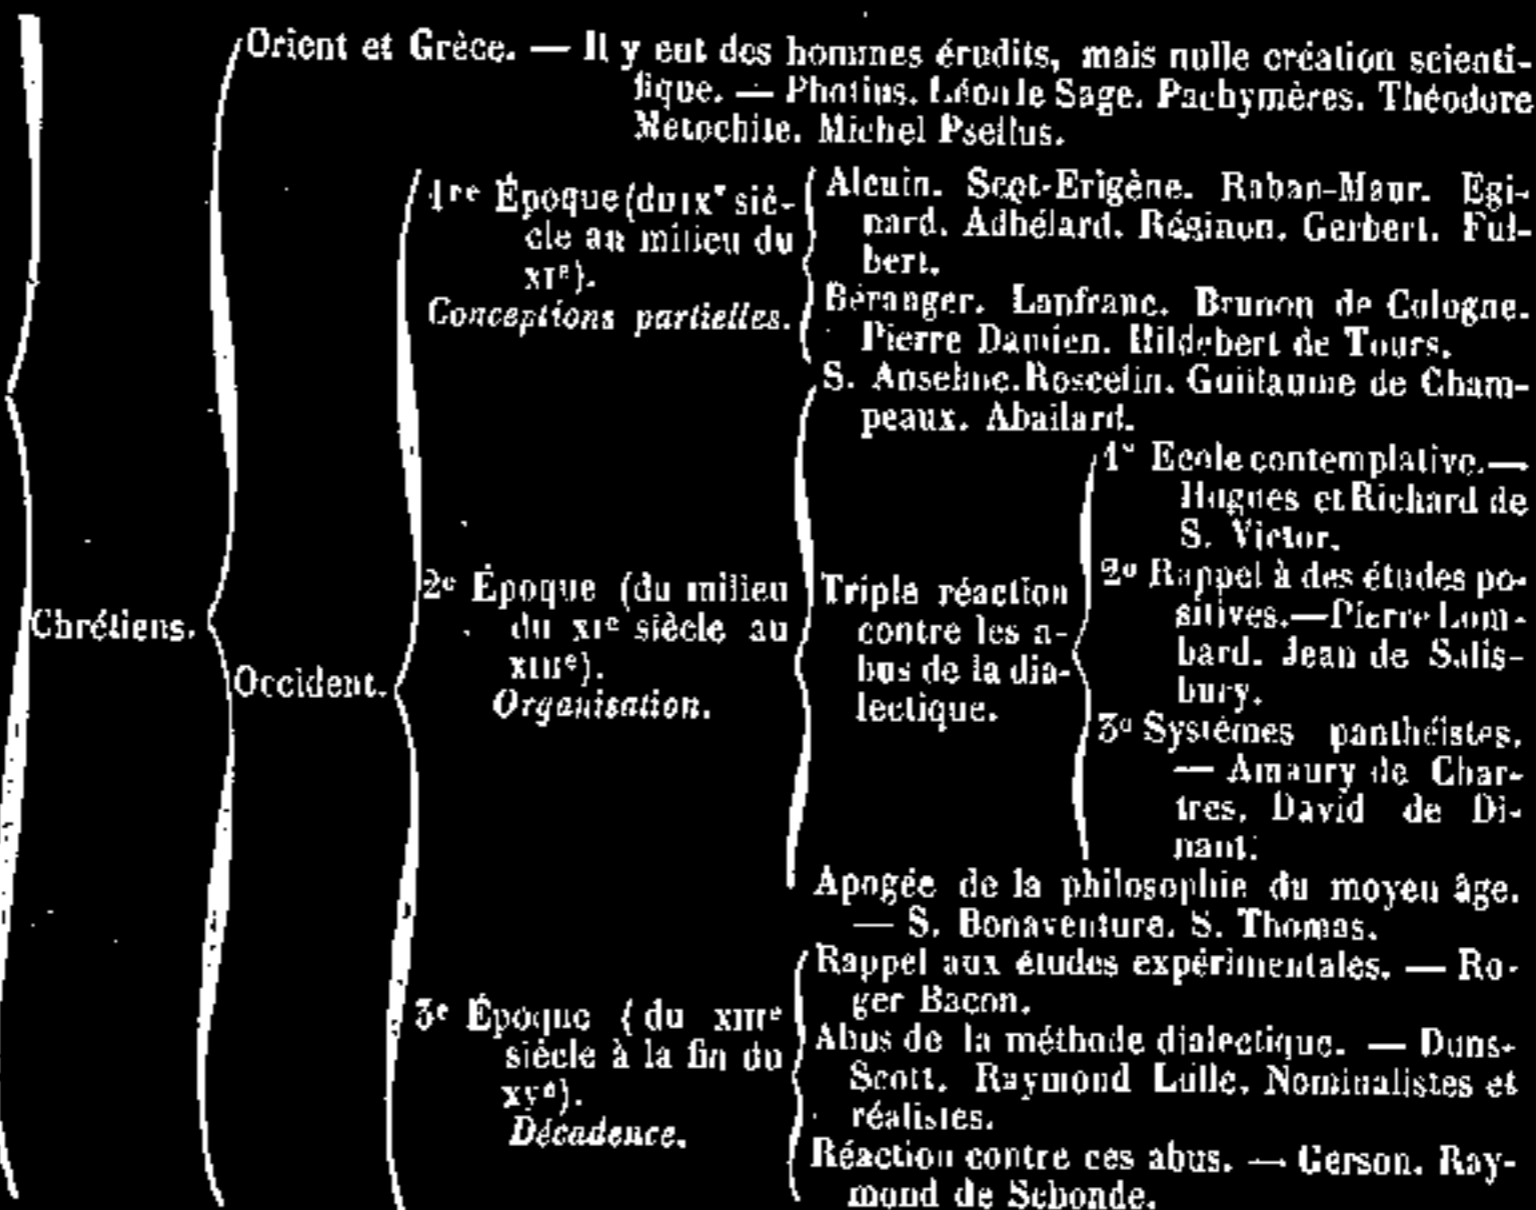 Orient et Grèce. — Il y eut des hommes érudits, mais nulle création scienti-
fique. — Photius. Léon le Sage. Pachymères. Théodore
Metochite. Michel Psellus.
1re Époque (du IXe siè-
cle au milieu du
XIe).
Conceptions partielles.
Alcuin. Scot-Erigène. Raban-Maur. Egi-
nard. Adhélard. Réginon. Gerbert. Ful-
bert.
Béranger. Lanfranc. Brunon de Cologne.
Pierre Damien. Hildebert de Tours.
Chrétiens.
Occident.
2e Époque (du milieu
du XIe siècle au
XIIIe).
Organisation.
S. Anselme. Roscelin. Guillaume de Cham-
peaux. Abailard.
Triple réaction
contre les a-
bus de la dia-
lectique.
1o Ecole contemplative. —
Hugues et Richard de
S. Victor.
2o Rappel à des études po-
sitives. — Pierre Lom-
bard. Jean de Salis-
bury.
3o Systèmes panthéistes.
— Amaury de Char-
tres. David de Di-
nant.
Apogée de la philosophie du moyen âge.
— S. Bonaventure. S. Thomas.
3e Époque (du XIIIe
siècle à la fin du
XVe).
Décadence.
Rappel aux études expérimentales. — Ro-
ger Bacon.
Abus de la méthode dialectique. — Duns-
Scott. Raymond Lulle. Nominalistes et
réalistes.
Réaction contre ces abus. — Gerson. Ray-
mond de Sebonde.